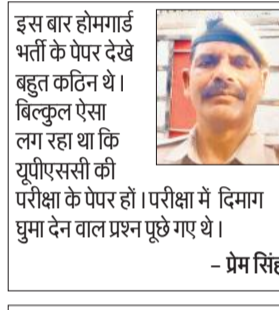 इस बार होमगार्ड
भर्ती के पेपर देखे
बहुत कठिन थे।
बिल्कुल ऐसा
लग रहा था कि
यूपीएससी की
परीक्षा के पेपर हों। परीक्षा में दिमाग
घुमा देन वाल प्रश्न पूछे गए थे।
– प्रेम सिंह